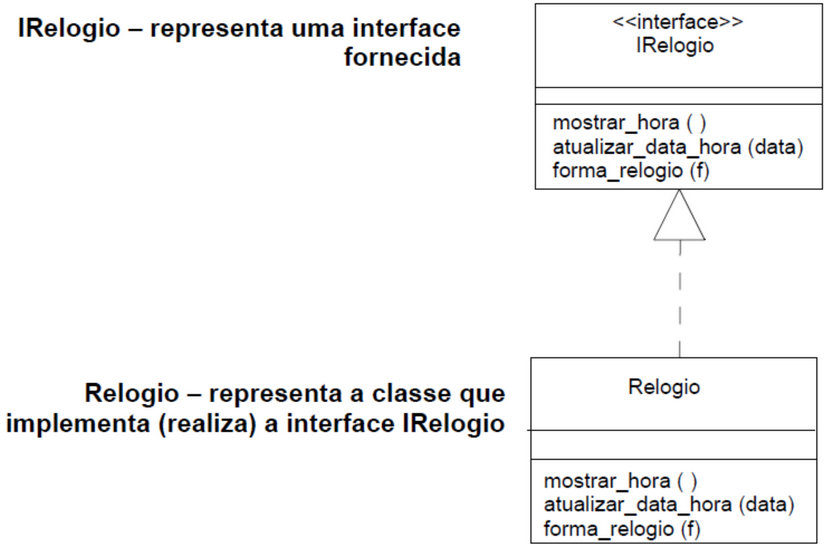 IRelogio – representa uma interface
fornecida
<<interface>>
IRelogio
mostrar_hora ( )
atualizar_data_hora (data)
forma_relogio (f)
Relogio – representa a classe que
implementa (realiza) a interface IRelogio
Relogio
mostrar_hora ( )
atualizar_data_hora (data)
forma_relogio (f)